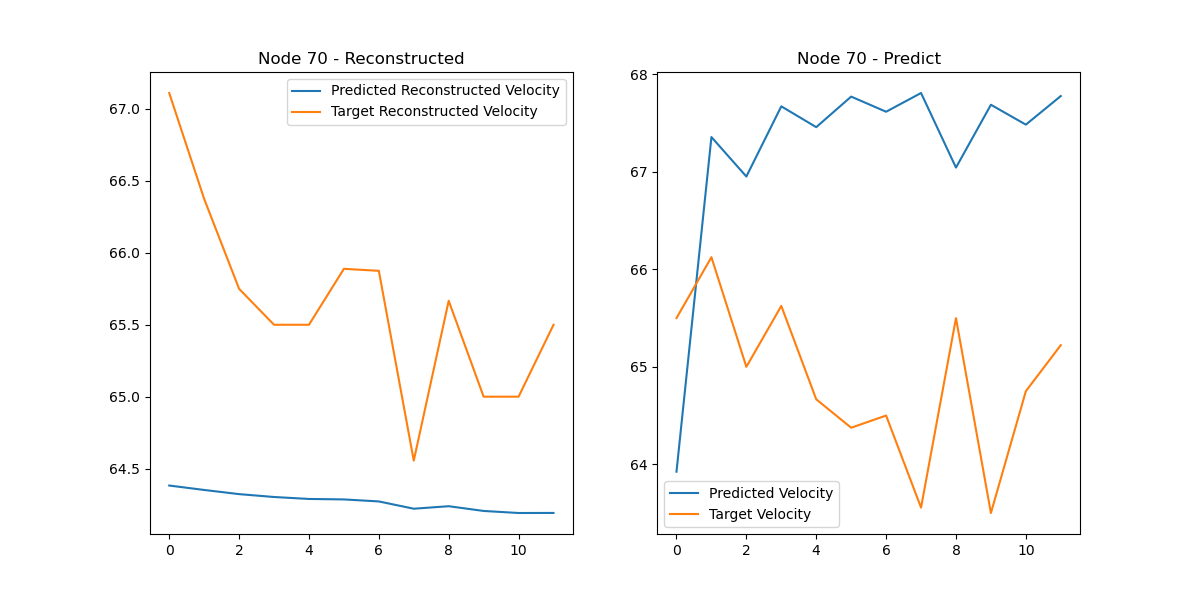 Node 70 - Reconstructed
Predicted Reconstructed Velocity
Target Reconstructed Velocity
67.0
66.5
66.0
65.5
65.0
64.5
0 2 4 6 8 10
Node 70 - Predict
68
67
66
65
64
Predicted Velocity
Target Velocity
0 2 4 6 8 10